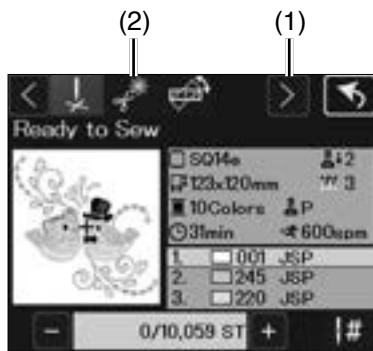 (2) (1)
Ready to Sew
SQ14e 2
123x120mm 3
10Colors P
31min 600spm
1. 001 JSP
2. 245 JSP
3. 220 JSP
− 0/10,059 ST + #